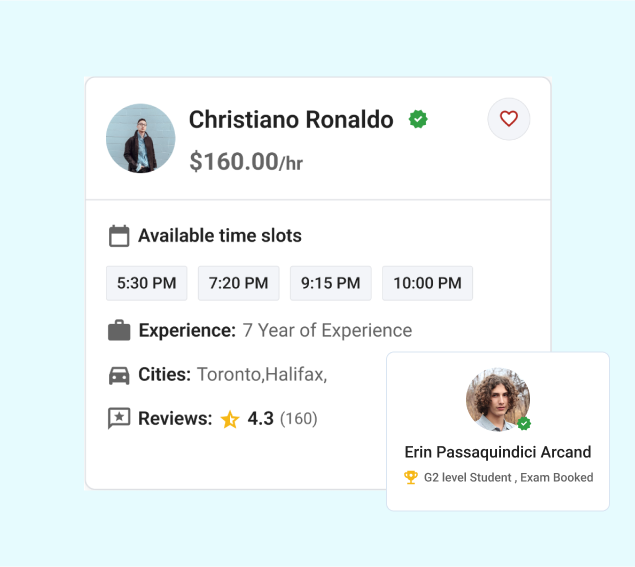 Christiano Ronaldo
$160.00/hr
Available time slots
5:30 PM 7:20 PM 9:15 PM 10:00 PM
Experience: 7 Year of Experience
Cities: Toronto,Halifax,
Reviews: 4.3 (160)
Erin Passaquindici Arcand
G2 level Student , Exam Booked